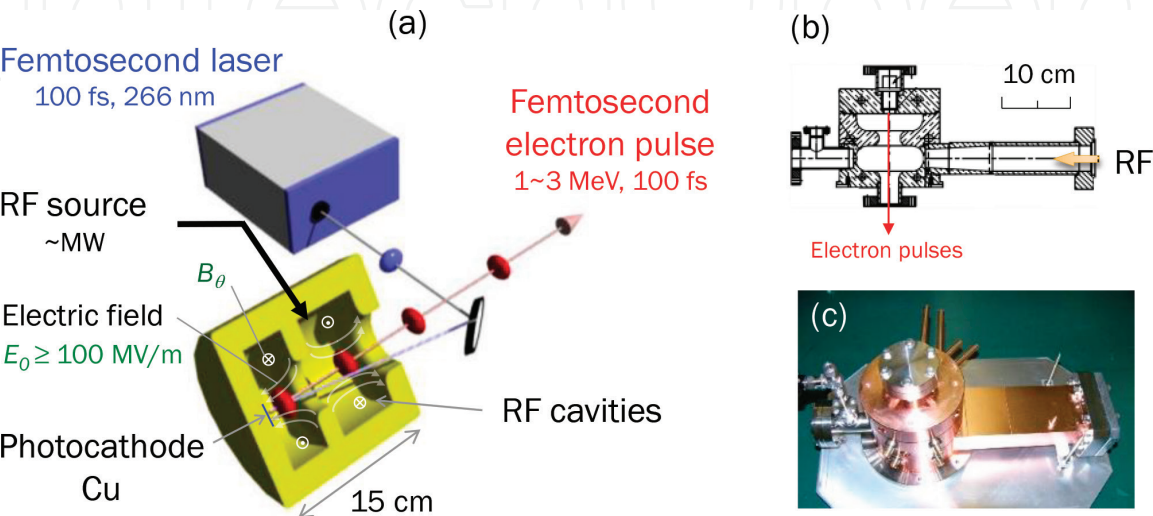 (a)
Femtosecond laser
100 fs, 266 nm
Femtosecond
electron pulse
1~3 MeV, 100 fs
RF source
~MW
Bθ
Electric field
E0 ≥ 100 MV/m
Photocathode
Cu
RF cavities
15 cm
(b)
10 cm
RF
Electron pulses
(c)